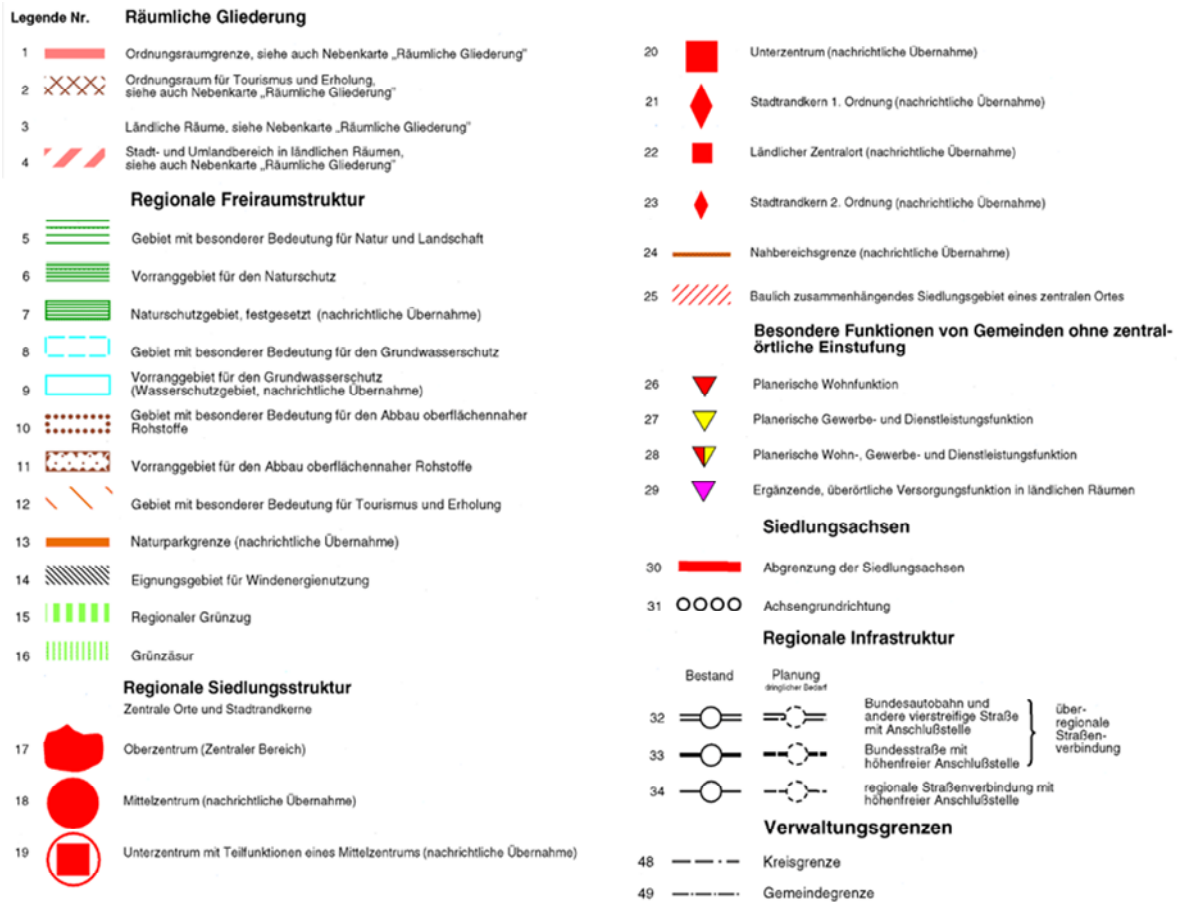 Legende Nr. Räumliche Gliederung
1 Ordnungsraumgrenze, siehe auch Nebenkarte „Räumliche Gliederung"
2 Ordnungsraum für Tourismus und Erholung,
siehe auch Nebenkarte „Räumliche Gliederung"
3 Ländliche Räume, siehe Nebenkarte „Räumliche Gliederung"
4 Stadt- und Umlandbereich in ländlichen Räumen,
siehe auch Nebenkarte „Räumliche Gliederung"
Regionale Freiraumstruktur
5 Gebiet mit besonderer Bedeutung für Natur und Landschaft
6 Vorranggebiet für den Naturschutz
7 Naturschutzgebiet, festgesetzt (nachrichtliche Übernahme)
8 Gebiet mit besonderer Bedeutung für den Grundwasserschutz
9 Vorranggebiet für den Grundwasserschutz
(Wasserschutzgebiet, nachrichtliche Übernahme)
10 Gebiet mit besonderer Bedeutung für den Abbau oberflächennaher
Rohstoffe
11 Vorranggebiet für den Abbau oberflächennaher Rohstoffe
12 Gebiet mit besonderer Bedeutung für Tourismus und Erholung
13 Naturparkgrenze (nachrichtliche Übernahme)
14 Eignungsgebiet für Windenergienutzung
15 Regionaler Grünzug
16 Grünzäsur
Regionale Siedlungsstruktur
Zentrale Orte und Stadtrandkerne
17 Oberzentrum (Zentraler Bereich)
18 Mittelzentrum (nachrichtliche Übernahme)
19 Unterzentrum mit Teilfunktionen eines Mittelzentrums (nachrichtliche Übernahme)
20 Unterzentrum (nachrichtliche Übernahme)
21 Stadtrandkern 1. Ordnung (nachrichtliche Übernahme)
22 Ländlicher Zentralort (nachrichtliche Übernahme)
23 Stadtrandkern 2. Ordnung (nachrichtliche Übernahme)
24 Nahbereichsgrenze (nachrichtliche Übernahme)
25 Baulich zusammenhängendes Siedlungsgebiet eines zentralen Ortes
Besondere Funktionen von Gemeinden ohne zentral-
örtliche Einstufung
26 Planerische Wohnfunktion
27 Planerische Gewerbe- und Dienstleistungsfunktion
28 Planerische Wohn-, Gewerbe- und Dienstleistungsfunktion
29 Ergänzende, überörtliche Versorgungsfunktion in ländlichen Räumen
Siedlungsachsen
30 Abgrenzung der Siedlungsachsen
31 Achsengrundrichtung
Regionale Infrastruktur
Bestand Planung
dringlicher Bedarf
32 Bundesautobahn und
andere vierstreifige Straße
mit Anschlußstelle
33 Bundesstraße mit
höhenfreier Anschlußstelle
über-
regionale
Straßen-
verbindung
34 regionale Straßenverbindung mit
höhenfreier Anschlußstelle
Verwaltungsgrenzen
48 Kreisgrenze
49 Gemeindegrenze